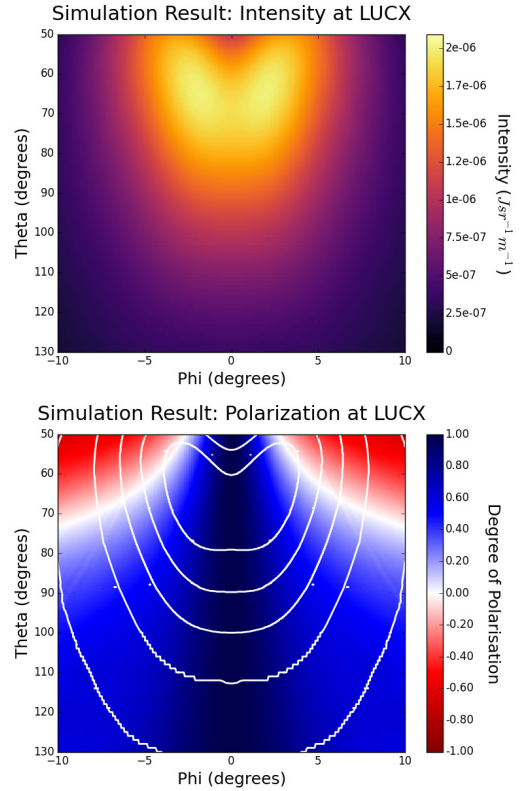 Simulation Result: Intensity at LUCX
50
60
70
80
90
100
110
120
130
Theta (degrees)
−10 −5 0 5 10
Phi (degrees)
2e-06
1.8e-06
1.5e-06
1.2e-06
1e-06
7.5e-07
5e-07
2.5e-07
0
Intensity (Jsr⁻¹m⁻¹)
Simulation Result: Polarization at LUCX
50
60
70
80
90
100
110
120
130
Theta (degrees)
−10 −5 0 5 10
Phi (degrees)
1.00
0.80
0.60
0.40
0.20
0.00
-0.20
-0.40
-0.60
-0.80
-1.00
Degree of Polarisation